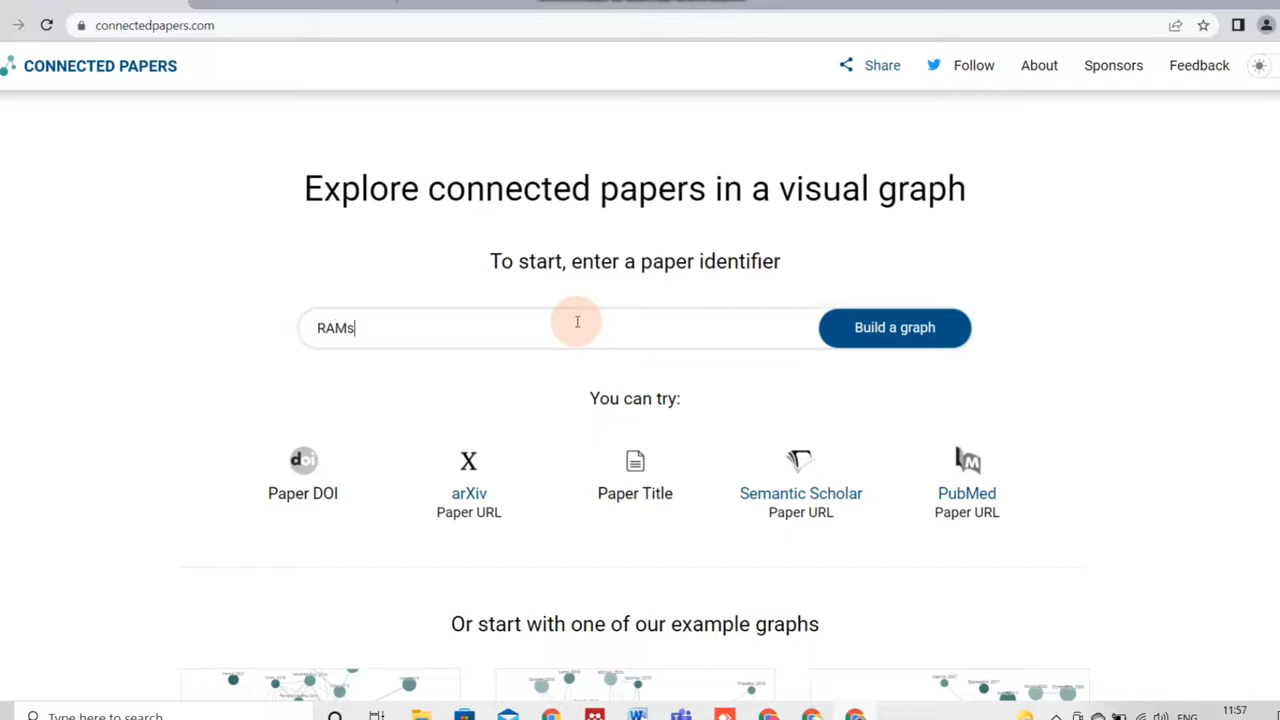 connectedpapers.com
CONNECTED PAPERS
Share
Follow
About
Sponsors
Feedback
Explore connected papers in a visual graph
To start, enter a paper identifier
RAMs
Build a graph
You can try:
doi
Paper DOI
X
arXiv
Paper URL
Paper Title
Semantic Scholar
Paper URL
M
PubMed
Paper URL
Or start with one of our example graphs
Type here to search
W
ENG
11:57